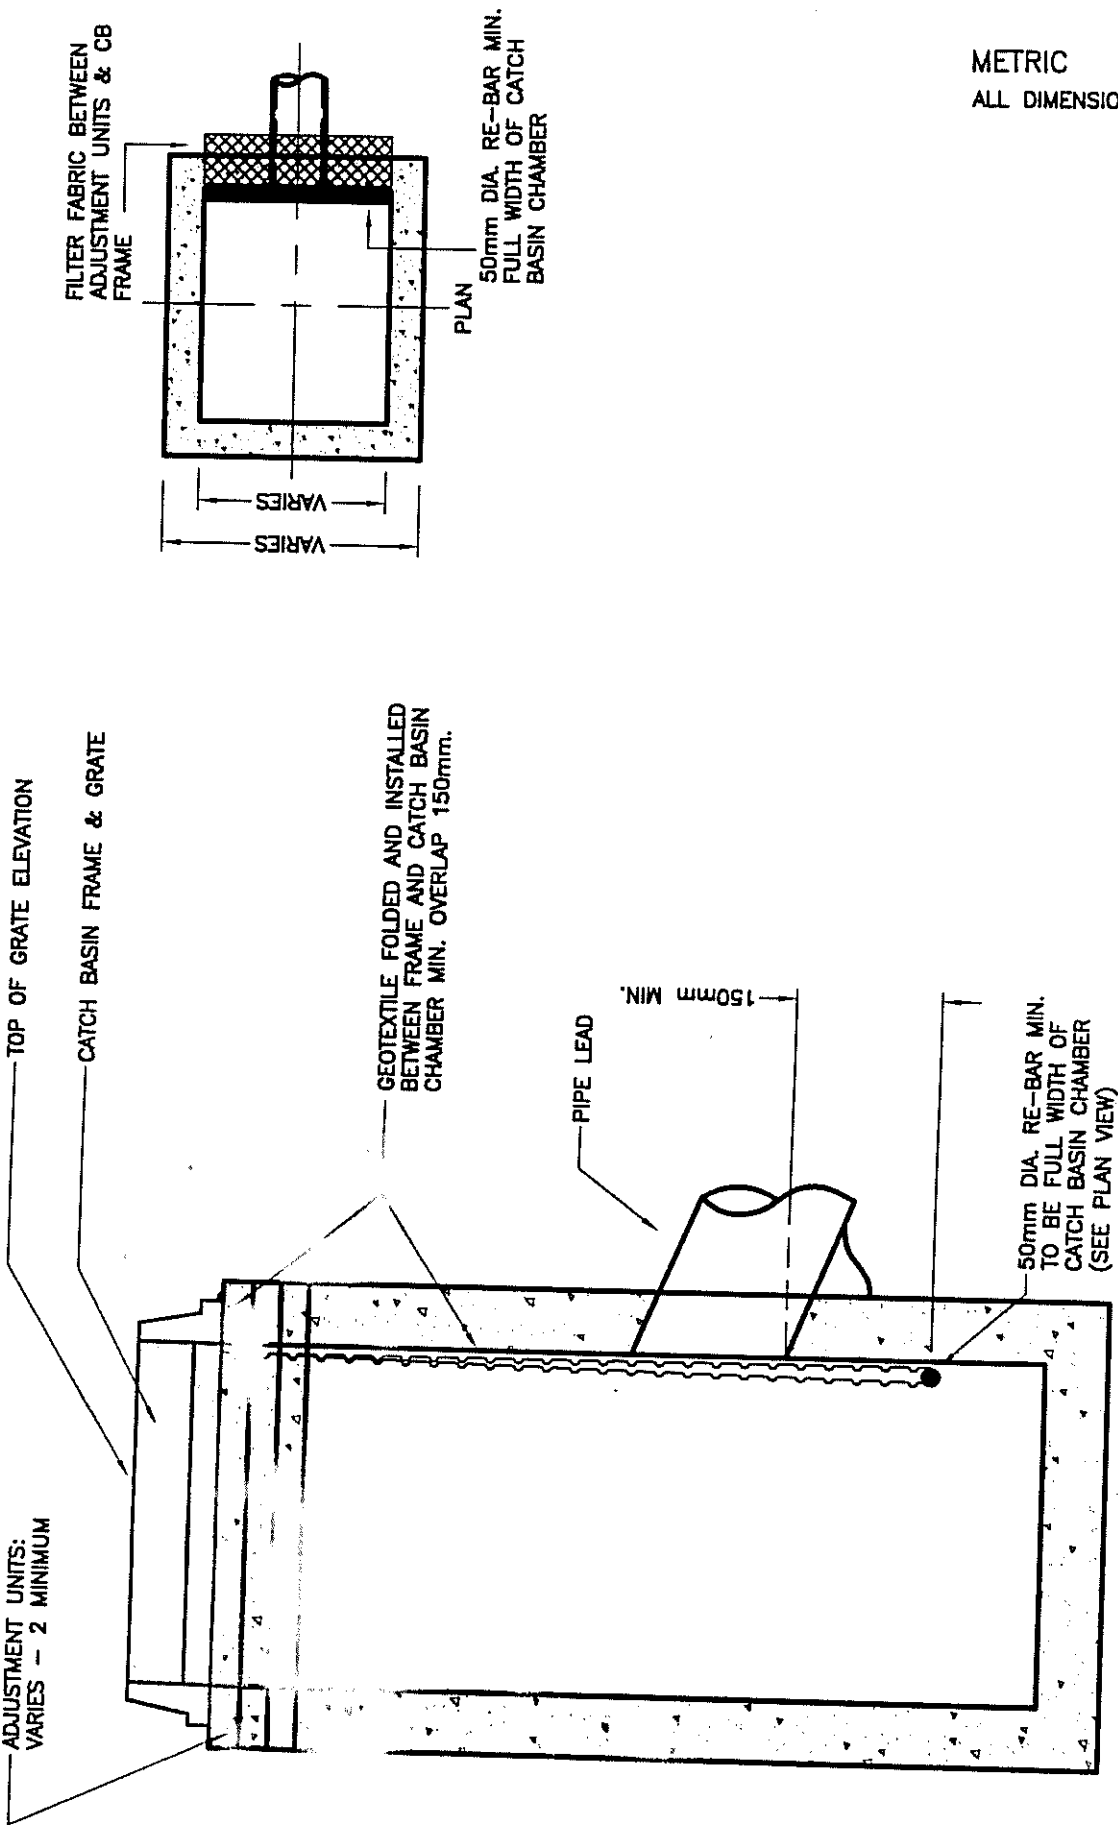 FILTER FABRIC BETWEEN
ADJUSTMENT UNITS & CB
FRAME
50mm DIA. RE-BAR MIN.
FULL WIDTH OF CATCH
BASIN CHAMBER
PLAN
VARIES
VARIES
METRIC
ALL DIMENSIO
TOP OF GRATE ELEVATION
CATCH BASIN FRAME & GRATE
GEOTEXTILE FOLDED AND INSTALLED
BETWEEN FRAME AND CATCH BASIN
CHAMBER MIN. OVERLAP 150mm.
PIPE LEAD
150mm MIN.
50mm DIA. RE-BAR MIN.
TO BE FULL WIDTH OF
CATCH BASIN CHAMBER
(SEE PLAN VIEW)
ADJUSTMENT UNITS:
VARIES - 2 MINIMUM